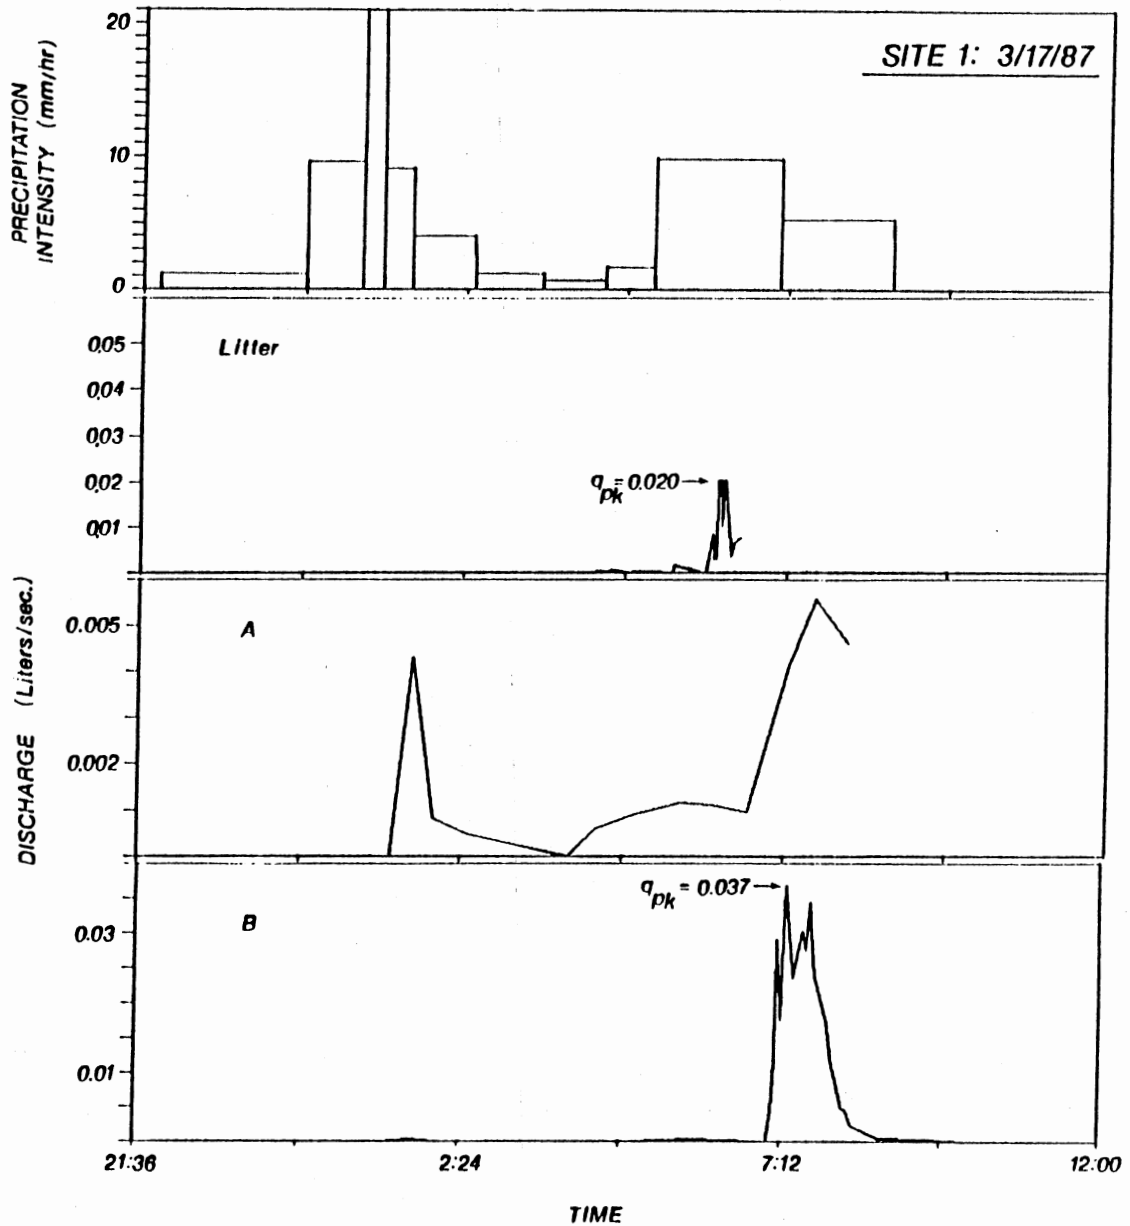 SITE 1: 3/17/87
PRECIPITATION
INTENSITY (mm/hr)
20
10
0
Litter
0.05
0.04
0.03
0.02
0.01
q pk = 0.020
DISCHARGE (Liters/sec.)
A
0.005
0.002
B
q pk = 0.037
0.03
0.01
21:36
2:24
7:12
12:00
TIME